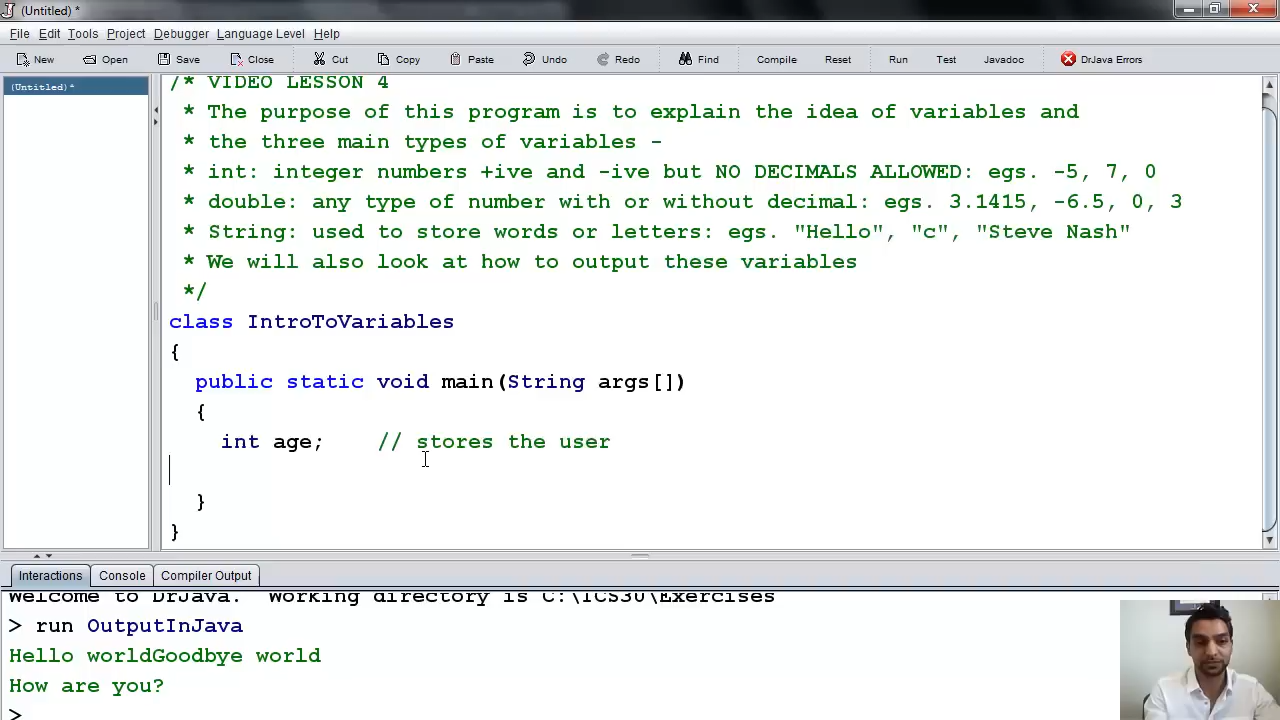 (Untitled) *
File Edit Tools Project Debugger Language Level Help
New Open Save Close Cut Copy Paste Undo Redo Find Compile Reset Run Test Javadoc DrJava Errors
(Untitled)*
/* VIDEO LESSON 4
* The purpose of this program is to explain the idea of variables and
* the three main types of variables -
* int: integer numbers +ive and -ive but NO DECIMALS ALLOWED: egs. -5, 7, 0
* double: any type of number with or without decimal: egs. 3.1415, -6.5, 0, 3
* String: used to store words or letters: egs. "Hello", "c", "Steve Nash"
* We will also look at how to output these variables
*/
class IntroToVariables
{
public static void main(String args[])
{
int age; // stores the user
}
}
Interactions Console Compiler Output
Welcome to DrJava. Working directory is C:\ICS3U\Exercises
> run OutputInJava
Hello worldGoodbye world
How are you?
>